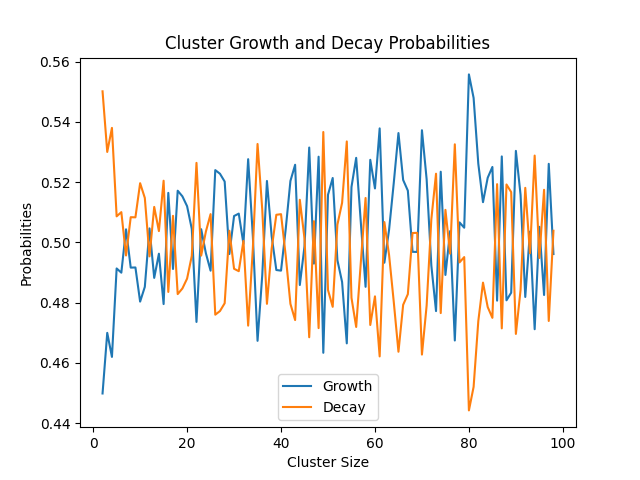 Cluster Growth and Decay Probabilities
0.56
0.54
0.52
0.50
0.48
0.46
0.44
Probabilities
Growth
Decay
0
20
40
60
80
100
Cluster Size